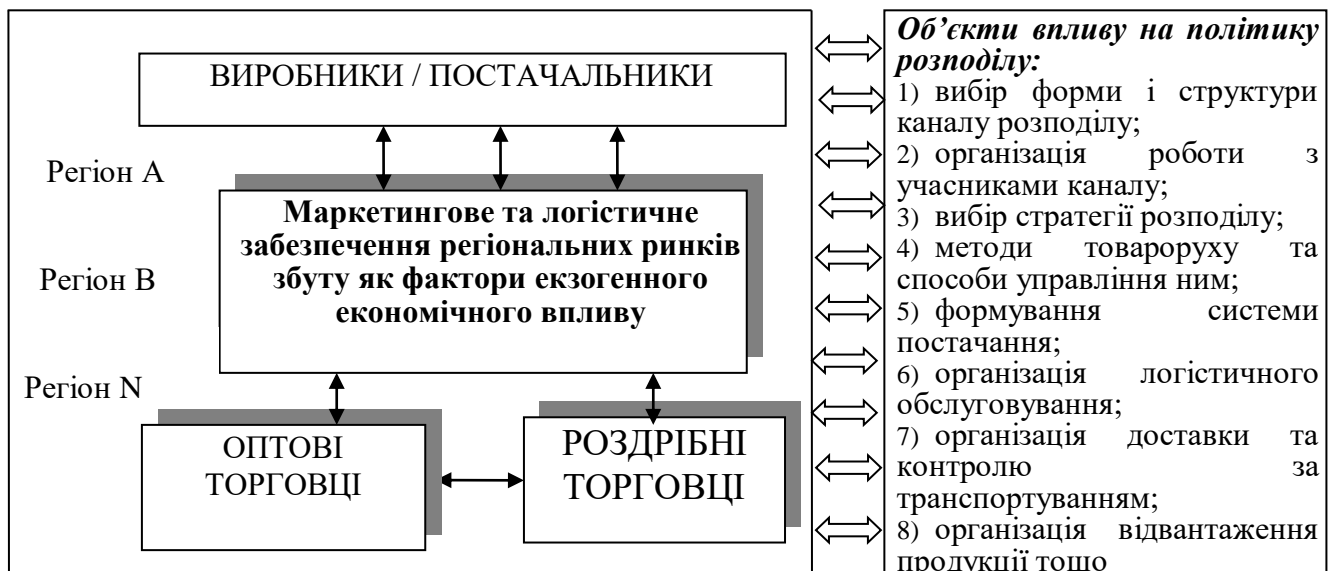 ВИРОБНИКИ / ПОСТАЧАЛЬНИКИ
Регіон А
Маркетингове та логістичне
забезпечення регіональних ринків
збуту як фактори екзогенного
економічного впливу
Регіон В
Регіон N
ОПТОВІ
ТОРГОВЦІ
РОЗДРІБНІ
ТОРГОВЦІ
Об’єкти впливу на політику
розподілу:
1) вибір форми і структури
каналу розподілу;
2) організація роботи з
учасниками каналу;
3) вибір стратегії розподілу;
4) методи товароруху та
способи управління ним;
5) формування системи
постачання;
6) організація логістичного
обслуговування;
7) організація доставки та
контролю за
транспортуванням;
8) організація відвантаження
продукції тощо